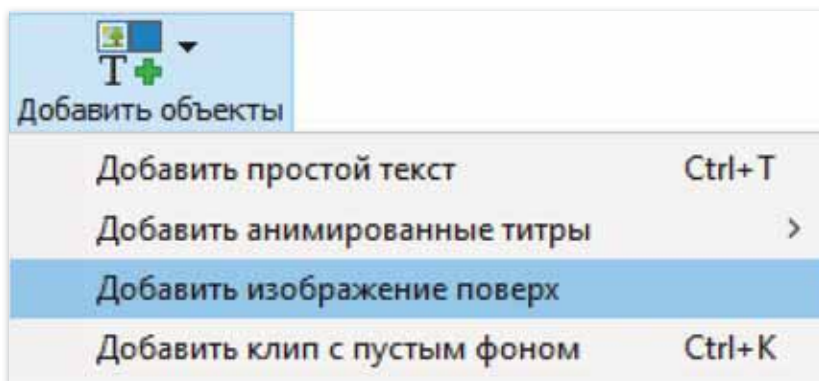 T
Добавить объекты
Добавить простой текст Ctrl+T
Добавить анимированные титры >
Добавить изображение поверх
Добавить клип с пустым фоном Ctrl+K